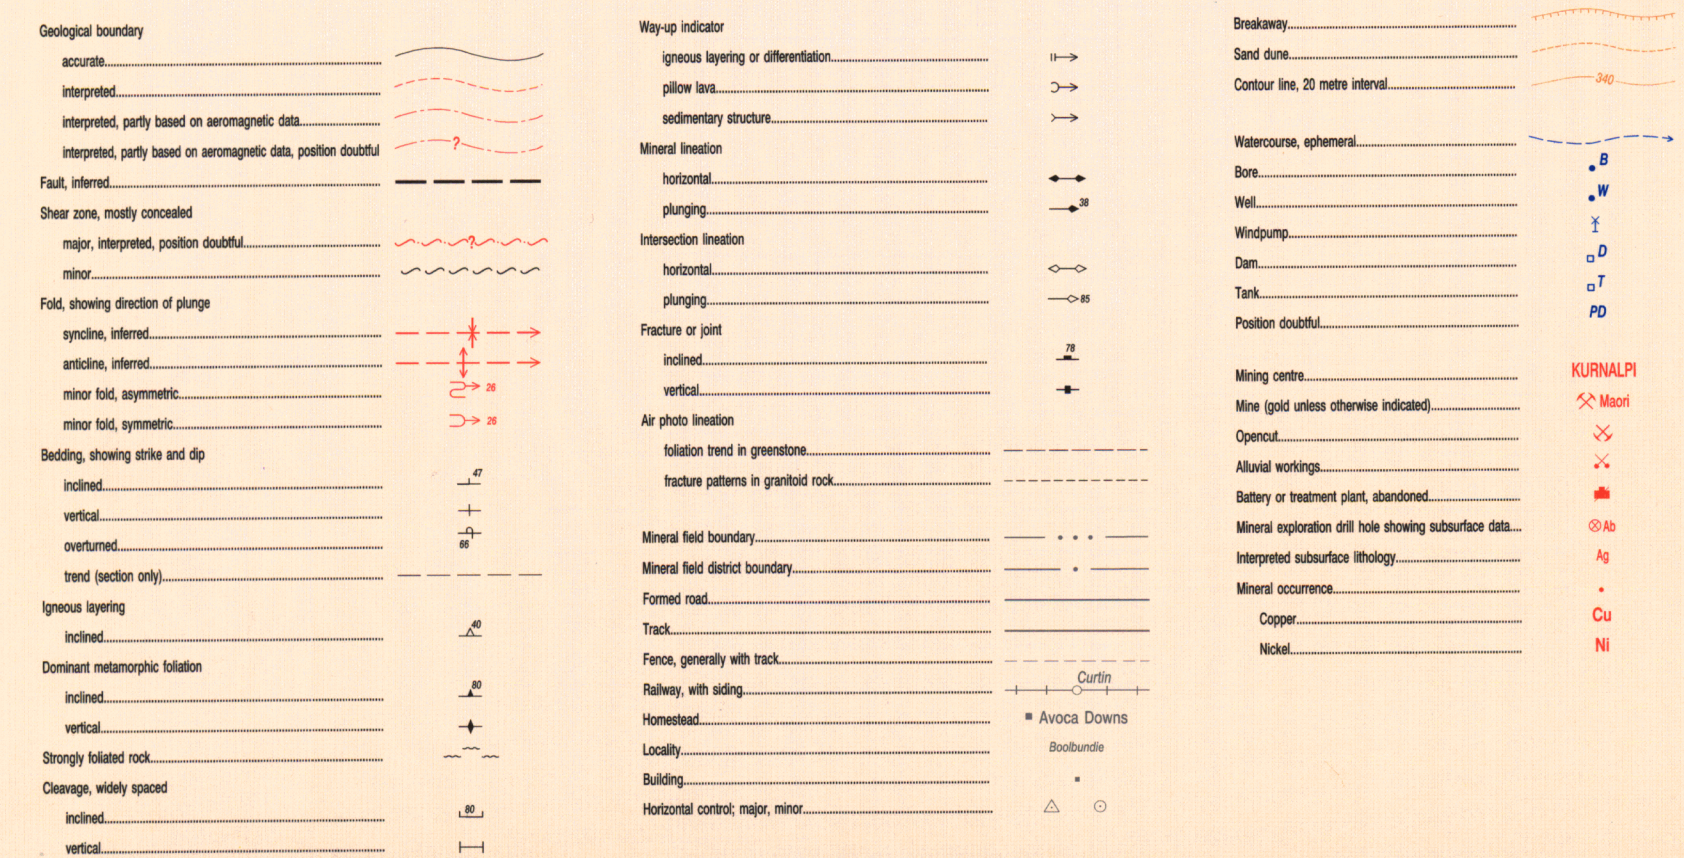 Geological boundary
accurate
interpreted
interpreted, partly based on aeromagnetic data
interpreted, partly based on aeromagnetic data, position doubtful ?
Fault, inferred
Shear zone, mostly concealed
major, interpreted, position doubtful ?
minor
Fold, showing direction of plunge
syncline, inferred
anticline, inferred
minor fold, asymmetric 26
minor fold, symmetric 26
Bedding, showing strike and dip
inclined 47
vertical
overturned 66
trend (section only)
Igneous layering
inclined 40
Dominant metamorphic foliation
inclined 80
vertical
Strongly foliated rock
Cleavage, widely spaced
inclined 80
vertical
Way-up indicator
igneous layering or differentiation
pillow lava
sedimentary structure
Mineral lineation
horizontal
plunging 38
Intersection lineation
horizontal
plunging 85
Fracture or joint
inclined 78
vertical
Air photo lineation
foliation trend in greenstone
fracture patterns in granitoid rock
Mineral field boundary
Mineral field district boundary
Formed road
Track
Fence, generally with track
Railway, with siding Curtin
Homestead Avoca Downs
Locality Boolbundie
Building
Horizontal control; major, minor
Breakaway
Sand dune
Contour line, 20 metre interval 340
Watercourse, ephemeral
Bore B
Well W
Windpump
Dam D
Tank T
Position doubtful PD
Mining centre KURNALPI
Mine (gold unless otherwise indicated) Maori
Opencut
Alluvial workings
Battery or treatment plant, abandoned
Mineral exploration drill hole showing subsurface data Ab
Interpreted subsurface lithology Ag
Mineral occurrence
Copper Cu
Nickel Ni